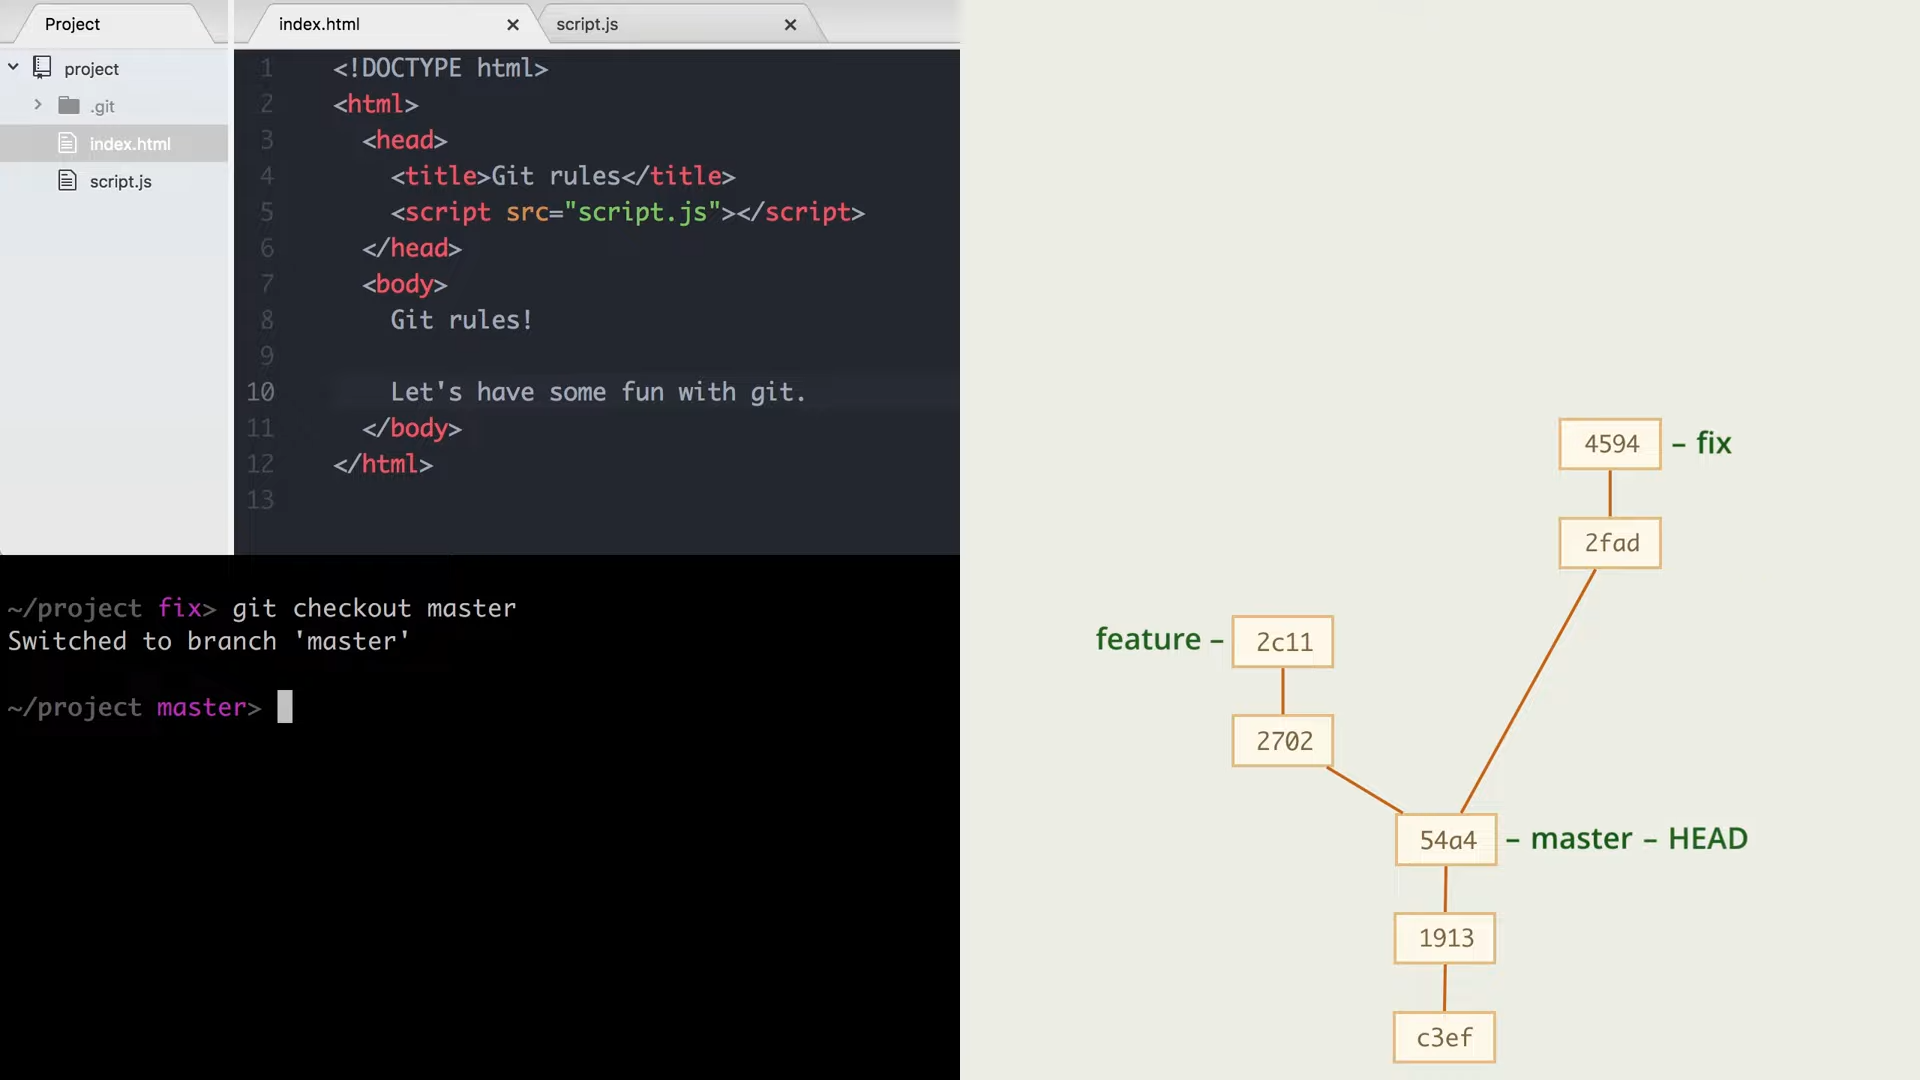 Project
project
.git
index.html
script.js
index.html
script.js
1 <!DOCTYPE html>
2 <html>
3 <head>
4 <title>Git rules</title>
5 <script src="script.js"></script>
6 </head>
7 <body>
8 Git rules!
9
10 Let's have some fun with git.
11 </body>
12 </html>
13
~/project fix> git checkout master
Switched to branch 'master'
~/project master>
4594 – fix
2fad
feature – 2c11
2702
54a4 – master – HEAD
1913
c3ef